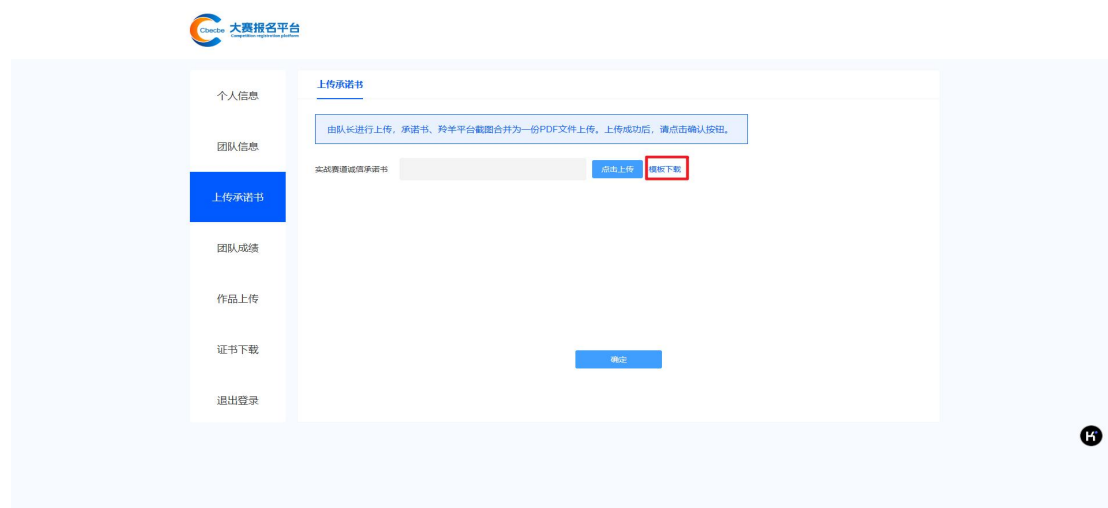 Cbecbe 大赛报名平台
Competition registration platform
个人信息
团队信息
上传承诺书
团队成绩
作品上传
证书下载
退出登录
上传承诺书
由队长进行上传，承诺书、羚羊平台截图合并为一份PDF文件上传。上传成功后，请点击确认按钮。
实战赛道诚信承诺书 点击上传 模板下载
确定
K